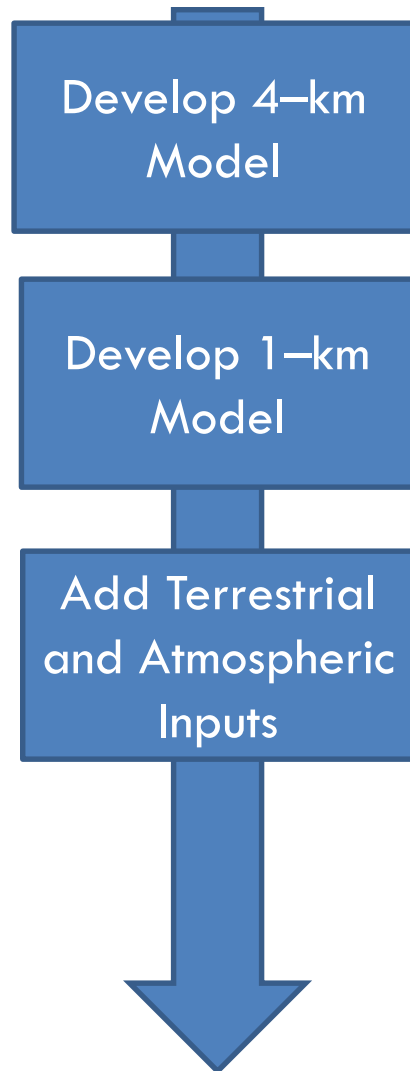 Develop 4–km
Model
Develop 1–km
Model
Add Terrestrial
and Atmospheric
Inputs